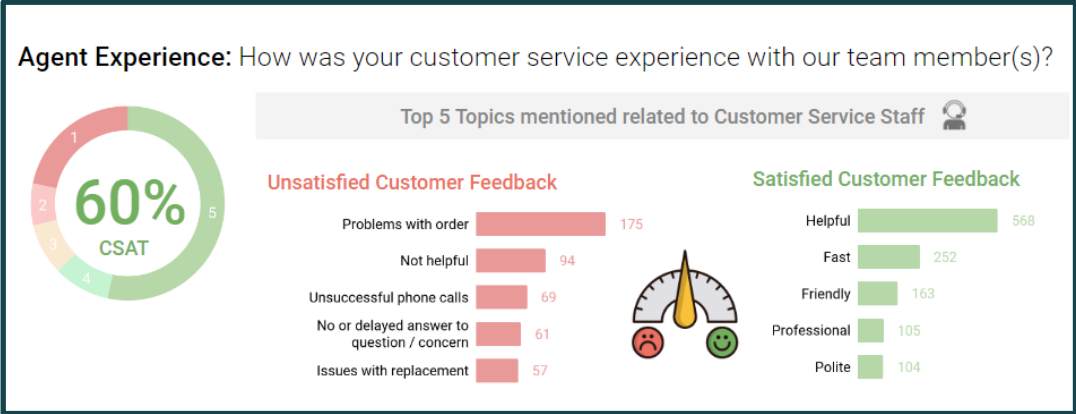 Agent Experience: How was your customer service experience with our team member(s)?
Top 5 Topics mentioned related to Customer Service Staff
1
2
3
4
5
60%
CSAT
Unsatisfied Customer Feedback
Problems with order 175
Not helpful 94
Unsuccessful phone calls 69
No or delayed answer to
question / concern 61
Issues with replacement 57
Satisfied Customer Feedback
Helpful 568
Fast 252
Friendly 163
Professional 105
Polite 104